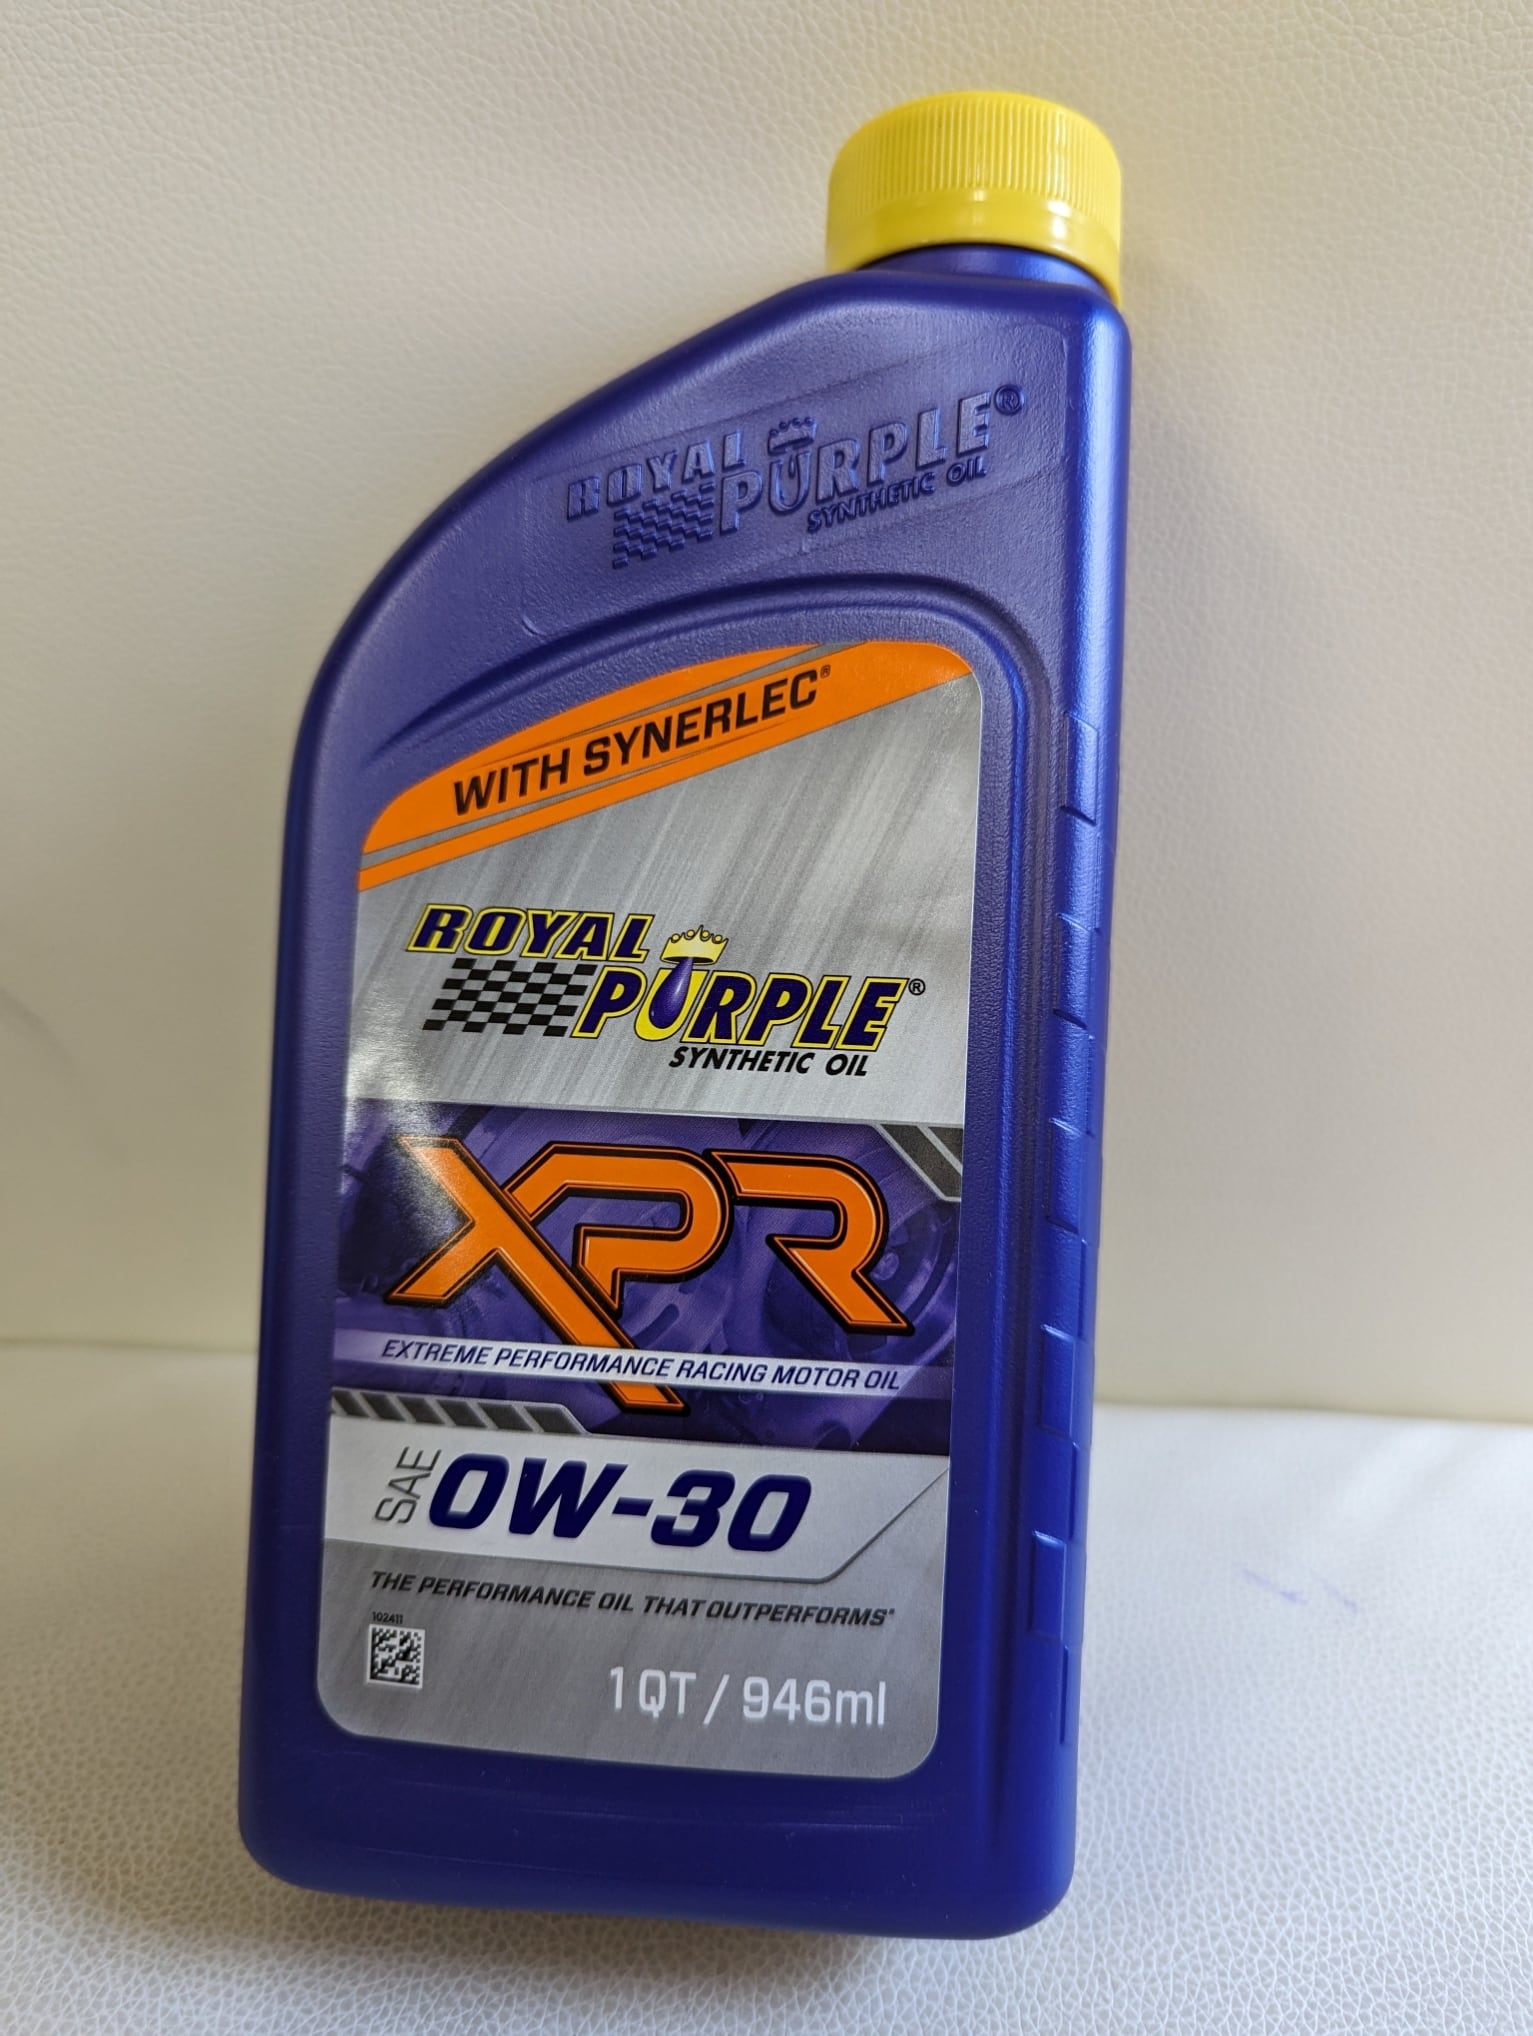 ROYAL
PURPLE®
SYNTHETIC OIL
WITH SYNERLEC®
ROYAL
PURPLE®
SYNTHETIC OIL
XPR
EXTREME PERFORMANCE RACING MOTOR OIL
SAE 0W-30
THE PERFORMANCE OIL THAT OUTPERFORMS®
102411
1 QT / 946ml